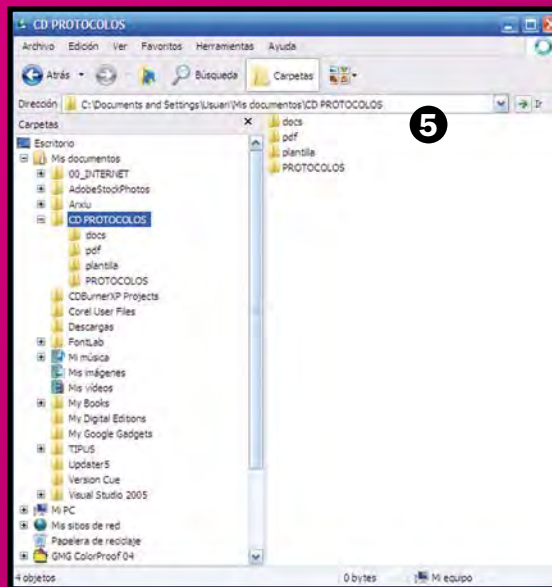 CD PROTOCOLOS
Archivo Edición Ver Favoritos Herramientas Ayuda
Atrás Búsqueda Carpetas
Dirección C:\Documents and Settings\Usuari\Mis documentos\CD PROTOCOLOS Ir
Carpetas
Escritorio
Mis documentos
00_INTERNET
AdobeStockPhotos
Arxiu
CD PROTOCOLOS
docs
pdf
plantilla
PROTOCOLOS
CDBurnerXP Projects
Corel User Files
Descargas
FontLab
Mi música
Mis imágenes
Mis vídeos
My Books
My Digital Editions
My Google Gadgets
TIPUS
Updater5
Version Cue
Visual Studio 2005
Mi PC
Mis sitios de red
Papelera de reciclaje
GMG ColorProof 04
docs
pdf
plantilla
PROTOCOLOS
5
4 objetos 0 bytes Mi equipo